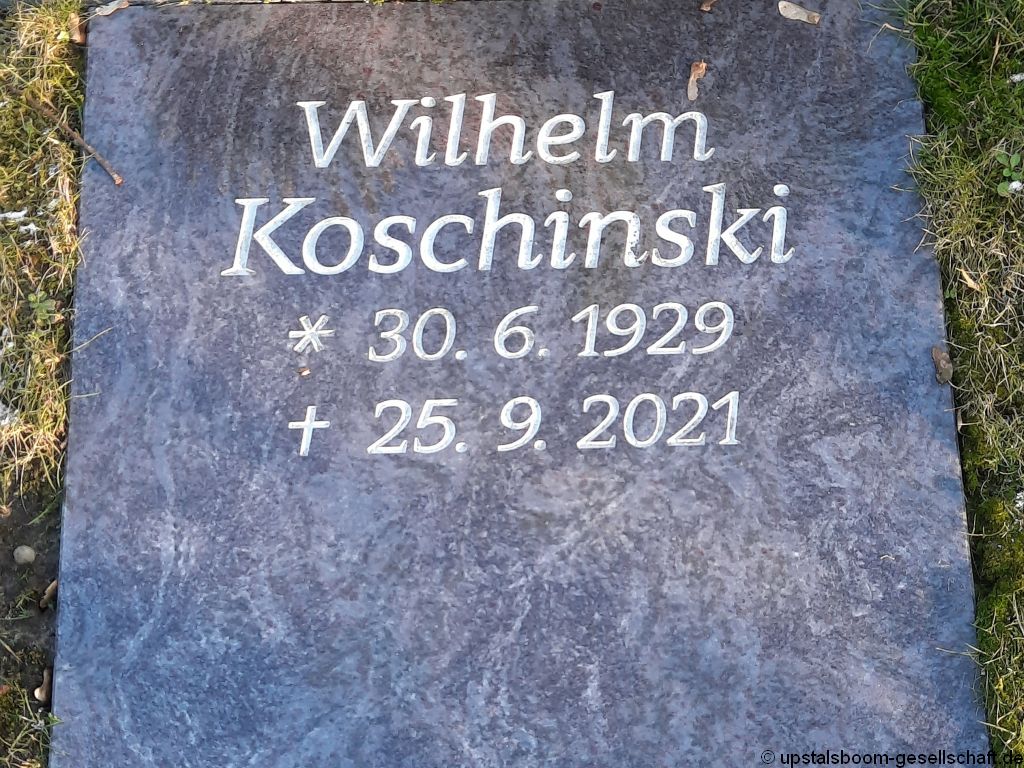 Wilhelm
Koschinski
* 30. 6. 1929
+ 25. 9. 2021
© upstalsboom-gesellschaft.de